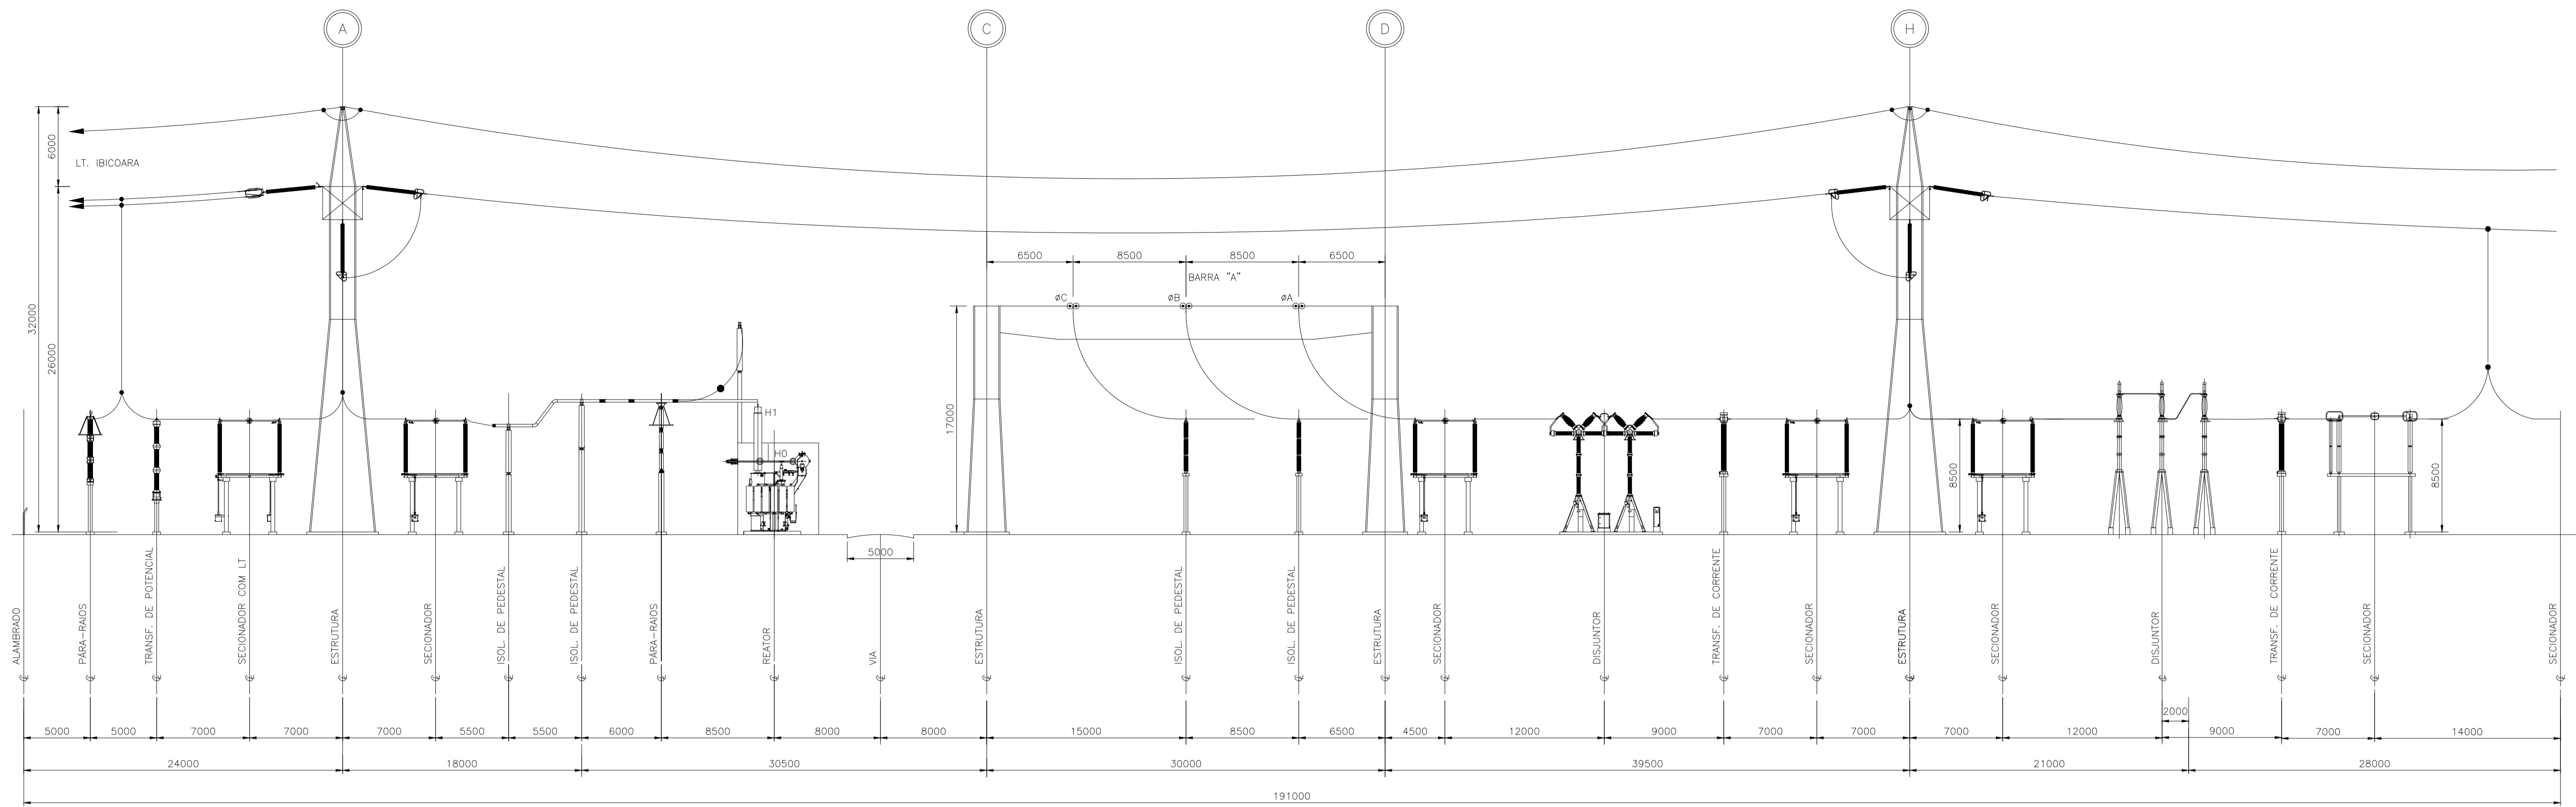 A
C
D
H
6000
LT. IBICOARA
32000
26000
6500
8500
8500
6500
BARRA "A"
øC
øB
øA
17000
H1
H0
8500
8500
5000
ALAMBRADO
PÁRA-RAIOS
TRANSF. DE POTENCIAL
SECIONADOR COM LT
ESTRUTURA
SECIONADOR
ISOL. DE PEDESTAL
ISOL. DE PEDESTAL
PÁRA-RAIOS
REATOR
VIA
ESTRUTURA
ISOL. DE PEDESTAL
ISOL. DE PEDESTAL
ESTRUTURA
SECIONADOR
DISJUNTOR
TRANSF. DE CORRENTE
SECIONADOR
ESTRUTURA
SECIONADOR
DISJUNTOR
TRANSF. DE CORRENTE
SECIONADOR
SECIONADOR
5000
5000
7000
7000
7000
5500
5500
6000
8500
8000
8000
15000
8500
6500
4500
12000
9000
7000
7000
7000
12000
2000
9000
7000
14000
24000
18000
30500
30000
39500
21000
28000
191000